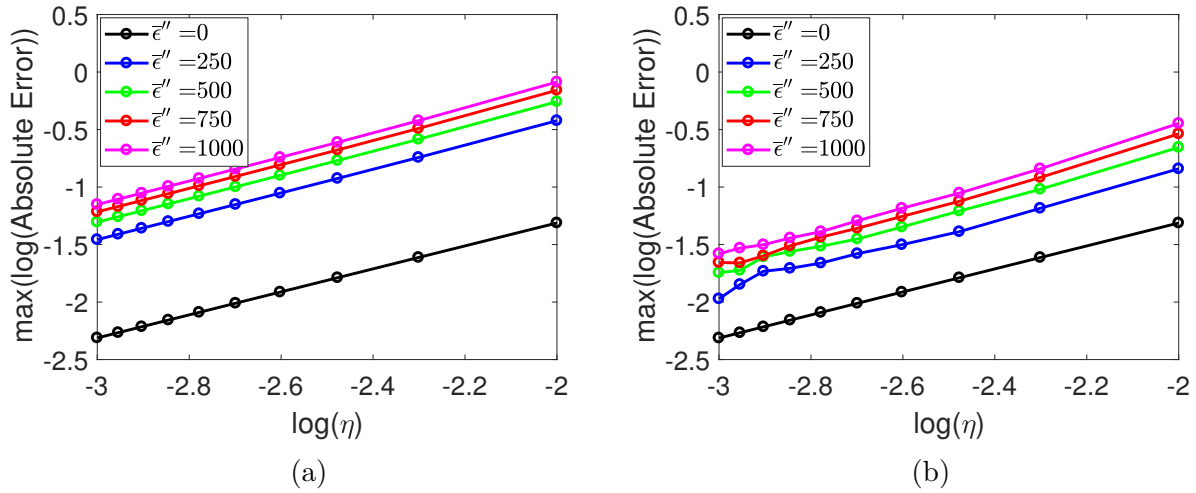 max(log(Absolute Error))
0.5
0
-0.5
-1
-1.5
-2
-2.5
ϵ̅″ =0
ϵ̅″ =250
ϵ̅″ =500
ϵ̅″ =750
ϵ̅″ =1000
-3 -2.8 -2.6 -2.4 -2.2 -2
log(η)
(a)
max(log(Absolute Error))
0.5
0
-0.5
-1
-1.5
-2
-2.5
ϵ̅″ =0
ϵ̅″ =250
ϵ̅″ =500
ϵ̅″ =750
ϵ̅″ =1000
-3 -2.8 -2.6 -2.4 -2.2 -2
log(η)
(b)